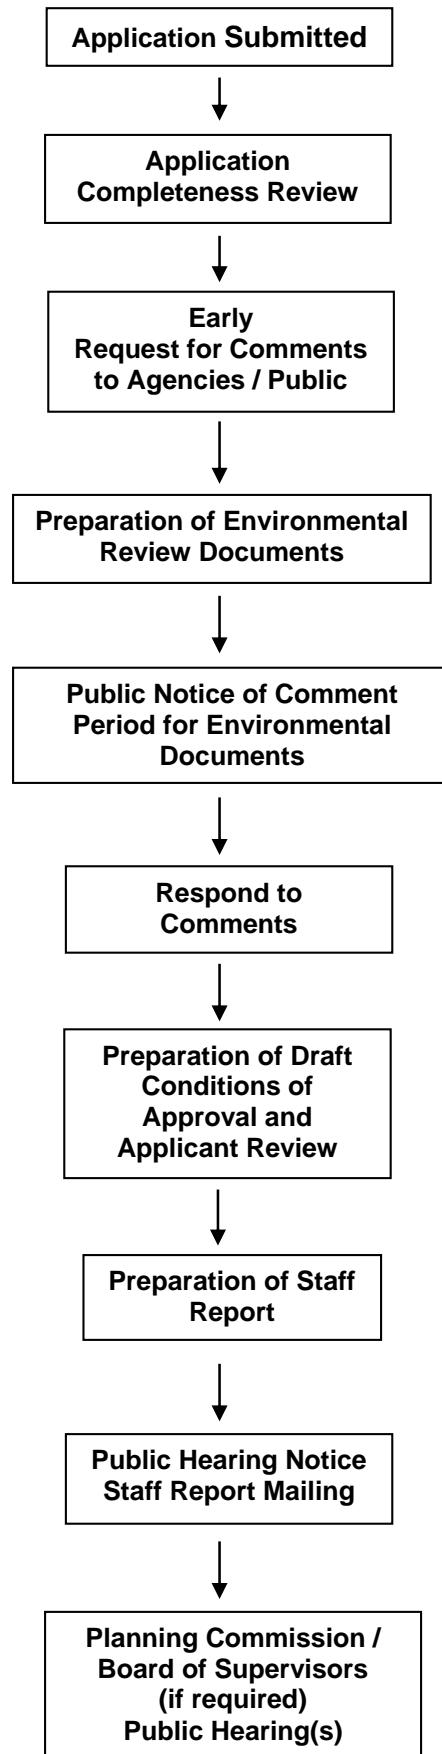 Application Submitted
Application
Completeness Review
Early
Request for Comments
to Agencies / Public
Preparation of Environmental
Review Documents
Public Notice of Comment
Period for Environmental
Documents
Respond to
Comments
Preparation of Draft
Conditions of
Approval and
Applicant Review
Preparation of Staff
Report
Public Hearing Notice
Staff Report Mailing
Planning Commission /
Board of Supervisors
(if required)
Public Hearing(s)